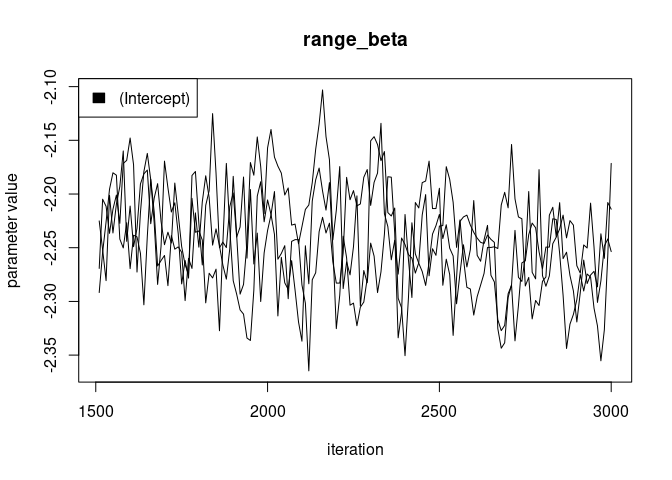 range_beta
(Intercept)
parameter value
-2.10
-2.15
-2.20
-2.25
-2.30
-2.35
1500
2000
2500
3000
iteration